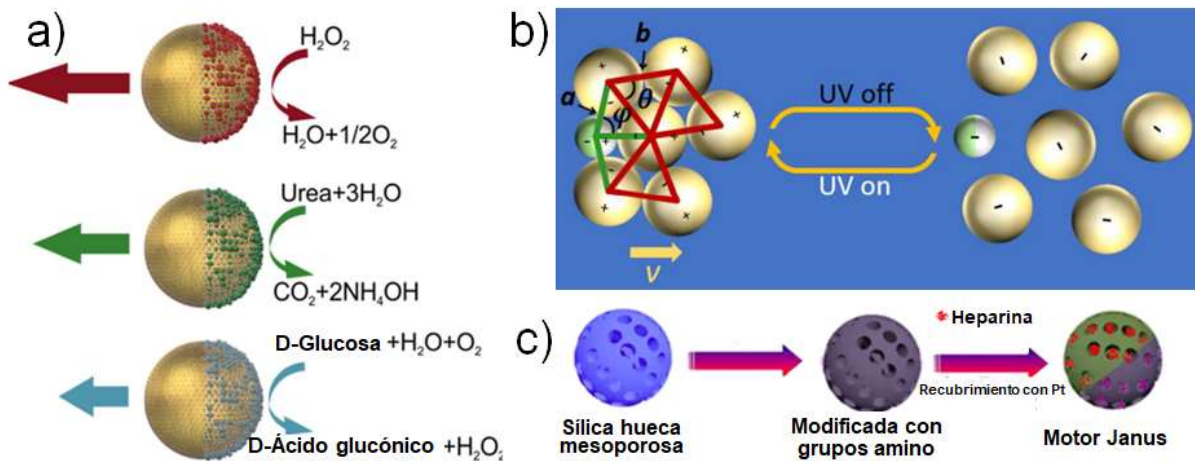 a)
H₂O₂
H₂O+1/2O₂
Urea+3H₂O
CO₂+2NH₄OH
D-Glucosa +H₂O+O₂
D-Ácido glucónico +H₂O₂
b)
b
a
θ
φ
+
-
UV off
UV on
v
c)
Heparina
Recubrimiento con Pt
Sílica hueca
mesoporosa
Modificada con
grupos amino
Motor Janus